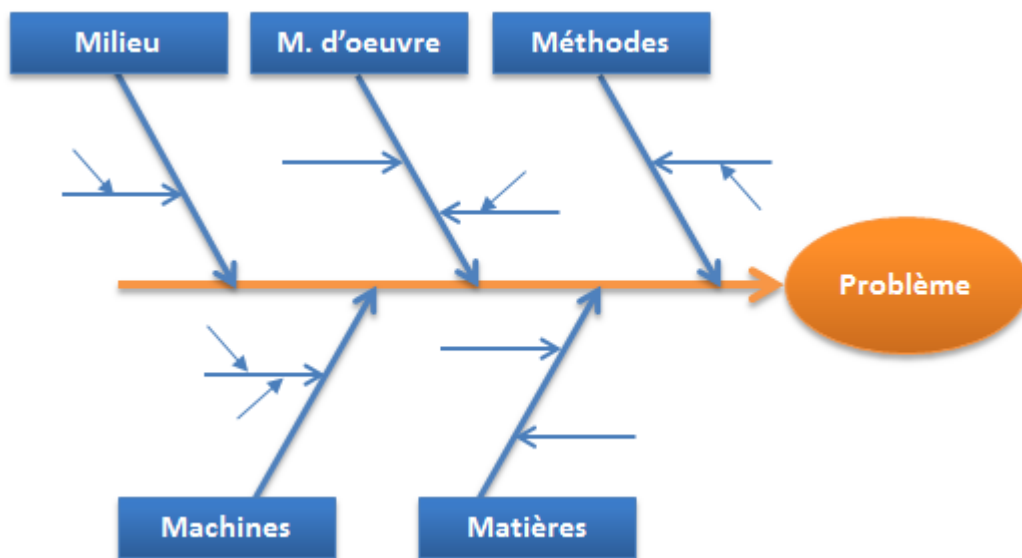 Milieu
M. d'oeuvre
Méthodes
Problème
Machines
Matières